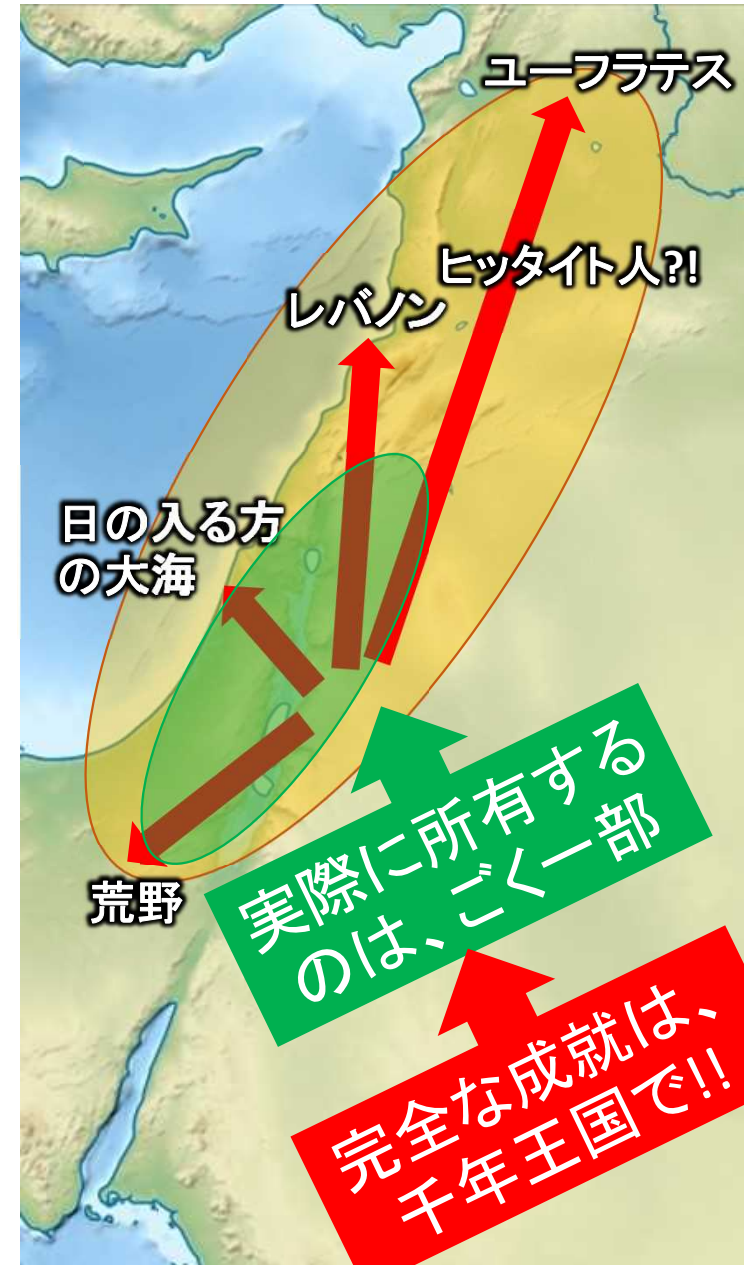 ユーフラテス
ヒッタイト人?!
レバノン
日の入る方
の大海
荒野
実際に所有する
のは、ごく一部
完全な成就は、
千年王国で!!